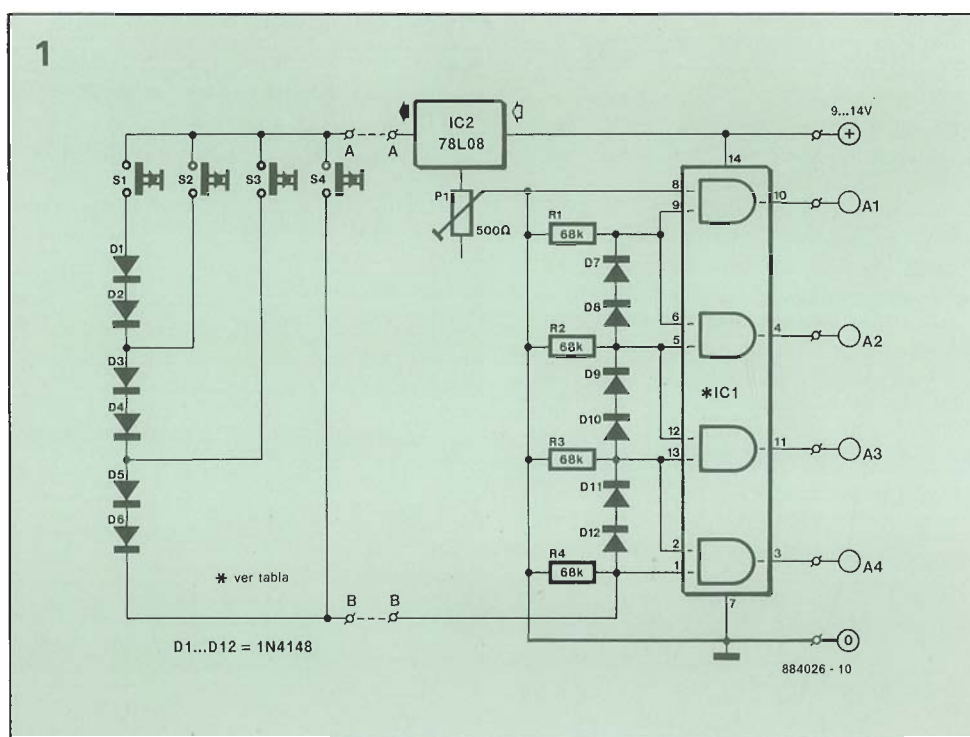 1
9...14V
IC2
78L08
A
A
+
S1
S2
S3
S4
14
P1
500Ω
8
9
10
A1
R1
68k
D7
D8
D1
D2
6
5
4
A2
R2
68k
D3
D4
D9
D10
*IC1
R3
68k
12
13
11
A3
D5
D6
D11
D12
2
1
3
A4
R4
68k
* ver tabla
B
B
7
0
D1...D12 = 1N4148
884026 - 10